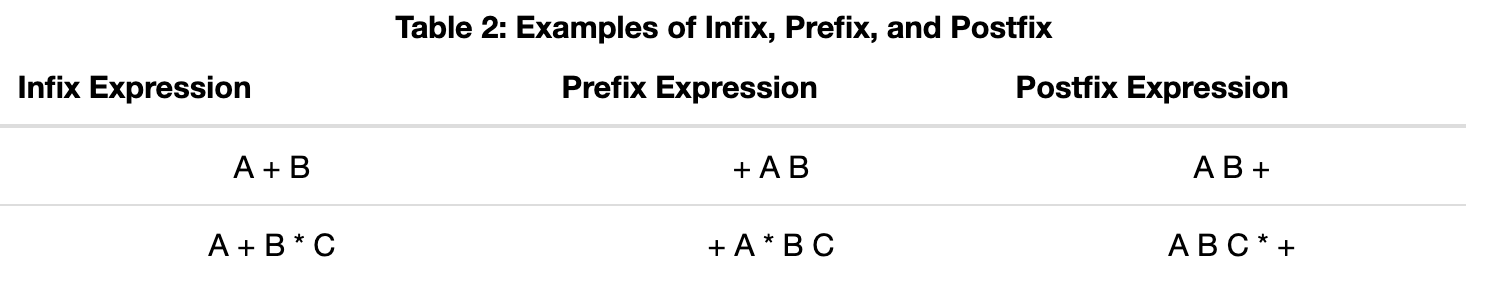 Table 2: Examples of Infix, Prefix, and Postfix
Infix Expression Prefix Expression Postfix Expression
A + B + A B A B +
A + B * C + A * B C A B C * +